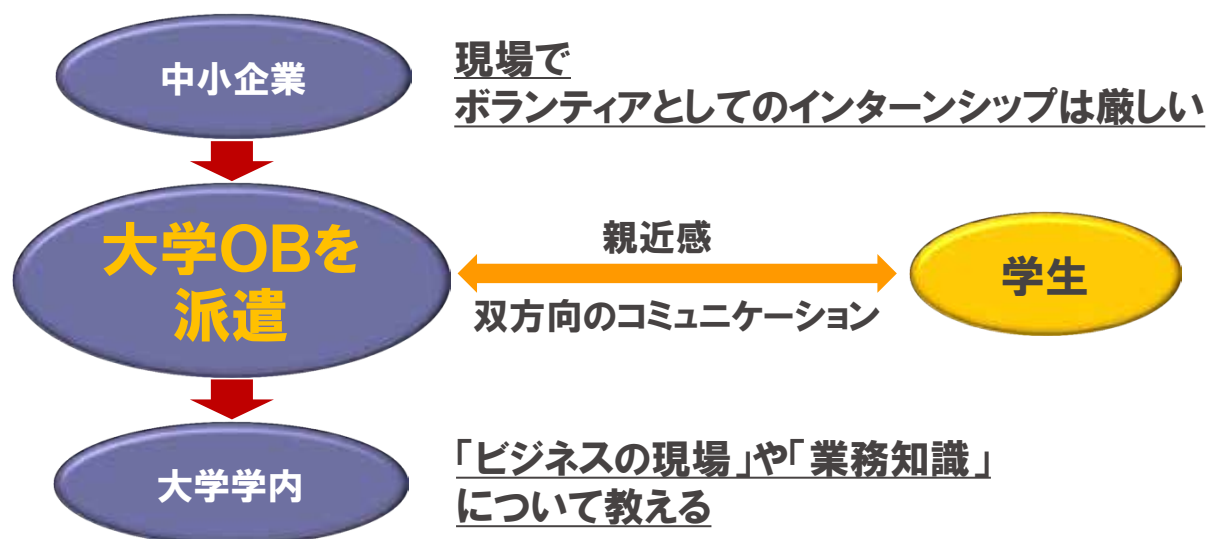 中小企業
現場で
ボランティアとしてのインターンシップは厳しい
大学OBを
派遣
親近感
双方向のコミュニケーション
学生
大学学内
「ビジネスの現場」や「業務知識」
について教える